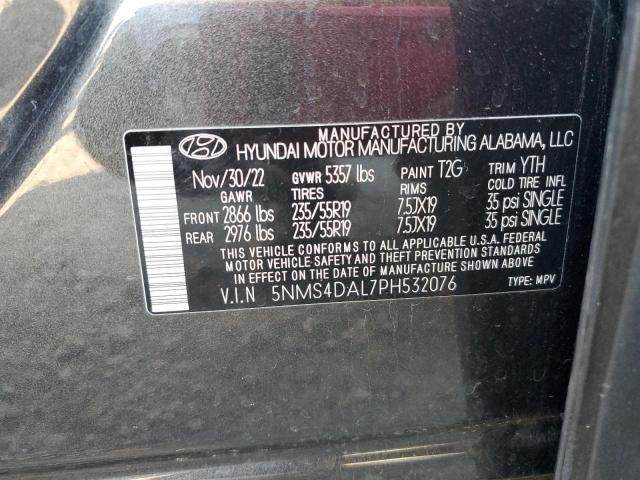 MANUFACTURED BY
HYUNDAI MOTOR MANUFACTURING ALABAMA, LLC
Nov/30/22 GVWR 5357 lbs PAINT T2G TRIM YTH
GAWR TIRES RIMS COLD TIRE INFL
FRONT 2866 lbs 235/55R19 7.5JX19 35 psi SINGLE
REAR 2976 lbs 235/55R19 7.5JX19 35 psi SINGLE
THIS VEHICLE CONFORMS TO ALL APPLICABLE U.S.A. FEDERAL
MOTOR VEHICLE SAFETY AND THEFT PREVENTION STANDARDS
IN EFFECT ON THE DATE OF MANUFACTURE SHOWN ABOVE.
V.I.N 5NMS4DAL7PH532076 TYPE: MPV